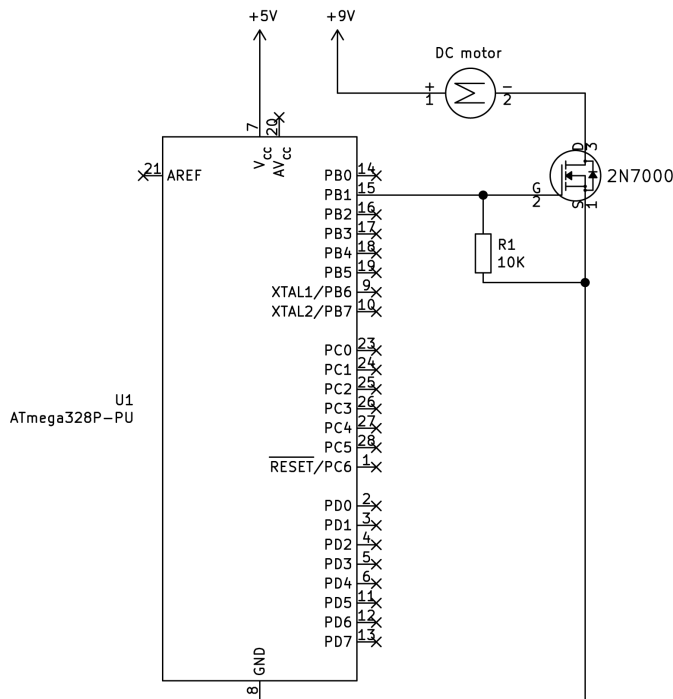 +5V
+9V
DC motor
+
1
−
2
7
20
VCC
AVCC
21
AREF
PB0
14
PB1
15
PB2
16
PB3
17
PB4
18
PB5
19
XTAL1/PB6
9
XTAL2/PB7
10
D
3
G
2
S
1
2N7000
R1
10K
PC0
23
PC1
24
PC2
25
PC3
26
PC4
27
PC5
28
RESET/PC6
1
U1
ATmega328P-PU
PD0
2
PD1
3
PD2
4
PD3
5
PD4
6
PD5
11
PD6
12
PD7
13
GND
8